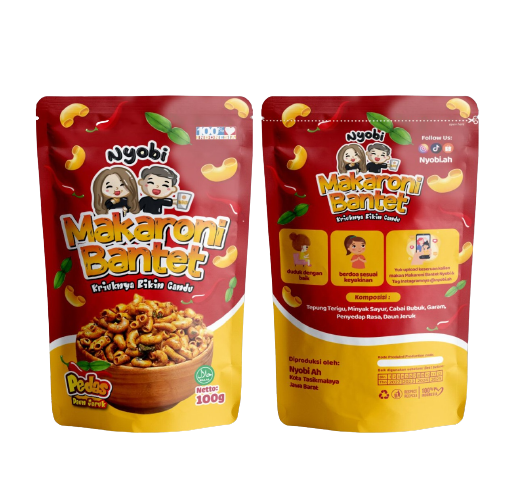 100%
Nyobi
Makaroni
Bantet
Kriuknya Bikin Candu
Pedas
Daun Jeruk
Netto:
100g
Nyobi
Makaroni
Bantet
Kriuknya Bikin Candu
Follow Us:
Nyobi.ah
duduk dengan
baik
berdoa sesuai
keyakinan
Komposisi :
Tepung Terigu, Minyak Sayur, Cabai Bubuk, Garam,
Penyedap Rasa, Daun Jeruk
Diproduksi oleh:
Nyobi Ah
Kota Tasikmalaya
Jawa Barat